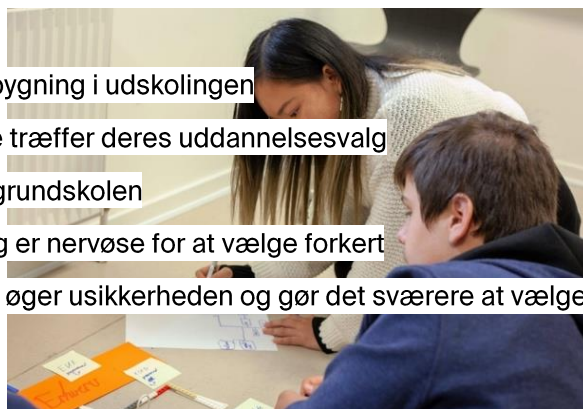 bygning i udskolingen
træffer deres uddannelsesvalg
grundskolen
er nervøse for at vælge forkert
øger usikkerheden og gør det sværere at vælge
Erhverv